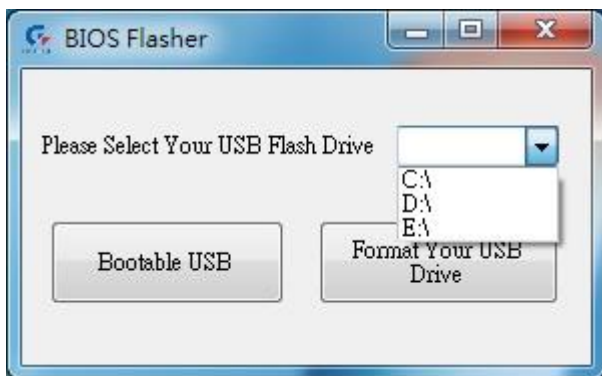 BIOS Flasher
Please Select Your USB Flash Drive
C:\
D:\
E:\
Bootable USB
Format Your USB
Drive